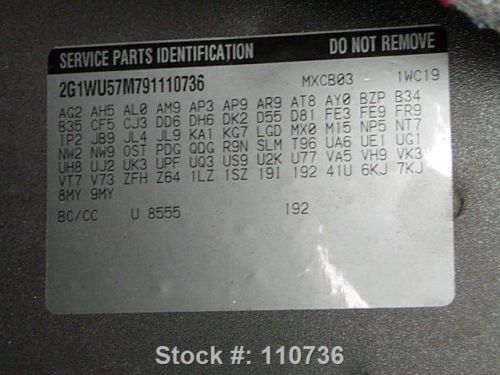 SERVICE PARTS IDENTIFICATION DO NOT REMOVE
2G1WU57M791110736 MXCB03 1WC19
AG2 AH5 AL0 AM9 AP3 AP9 AR9 AT8 AY0 BZP B34
B35 CF5 CJ3 DD6 DH6 DK2 D55 D81 FE3 FE9 FR9
IP2 JB9 JL4 JL9 KA1 KG7 LGD MX0 M15 NP5 NT7
NW2 NW9 0ST PDG QDG R9N SLM T96 UA6 UE1 UG1
UH8 UJ2 UK3 UPF UQ3 US9 U2K U77 VA5 VH9 VK3
VT7 V73 ZFH Z64 1LZ 1SZ 19I 192 41U 6KJ 7KJ
8MY 9MY
BC/CC U 8555 192
Stock #: 110736